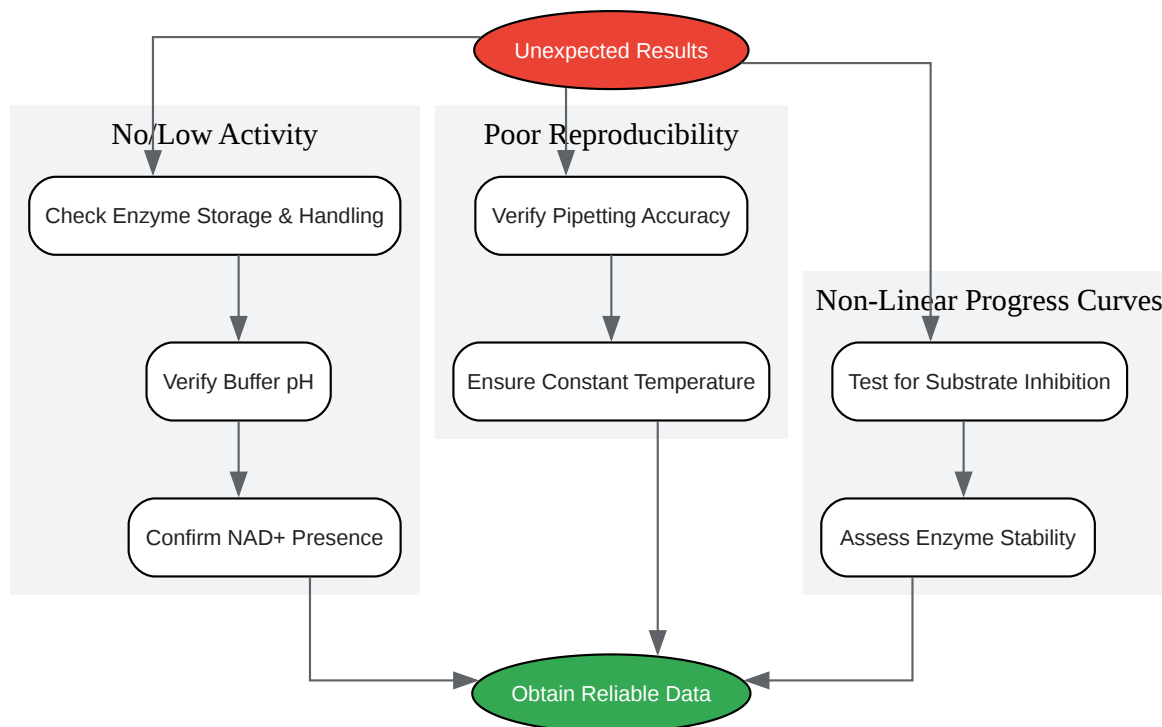 Unexpected Results
No/Low Activity
Poor Reproducibility
Check Enzyme Storage & Handling
Verify Pipetting Accuracy
Non-Linear Progress Curves
Verify Buffer pH
Ensure Constant Temperature
Test for Substrate Inhibition
Confirm NAD+ Presence
Assess Enzyme Stability
Obtain Reliable Data